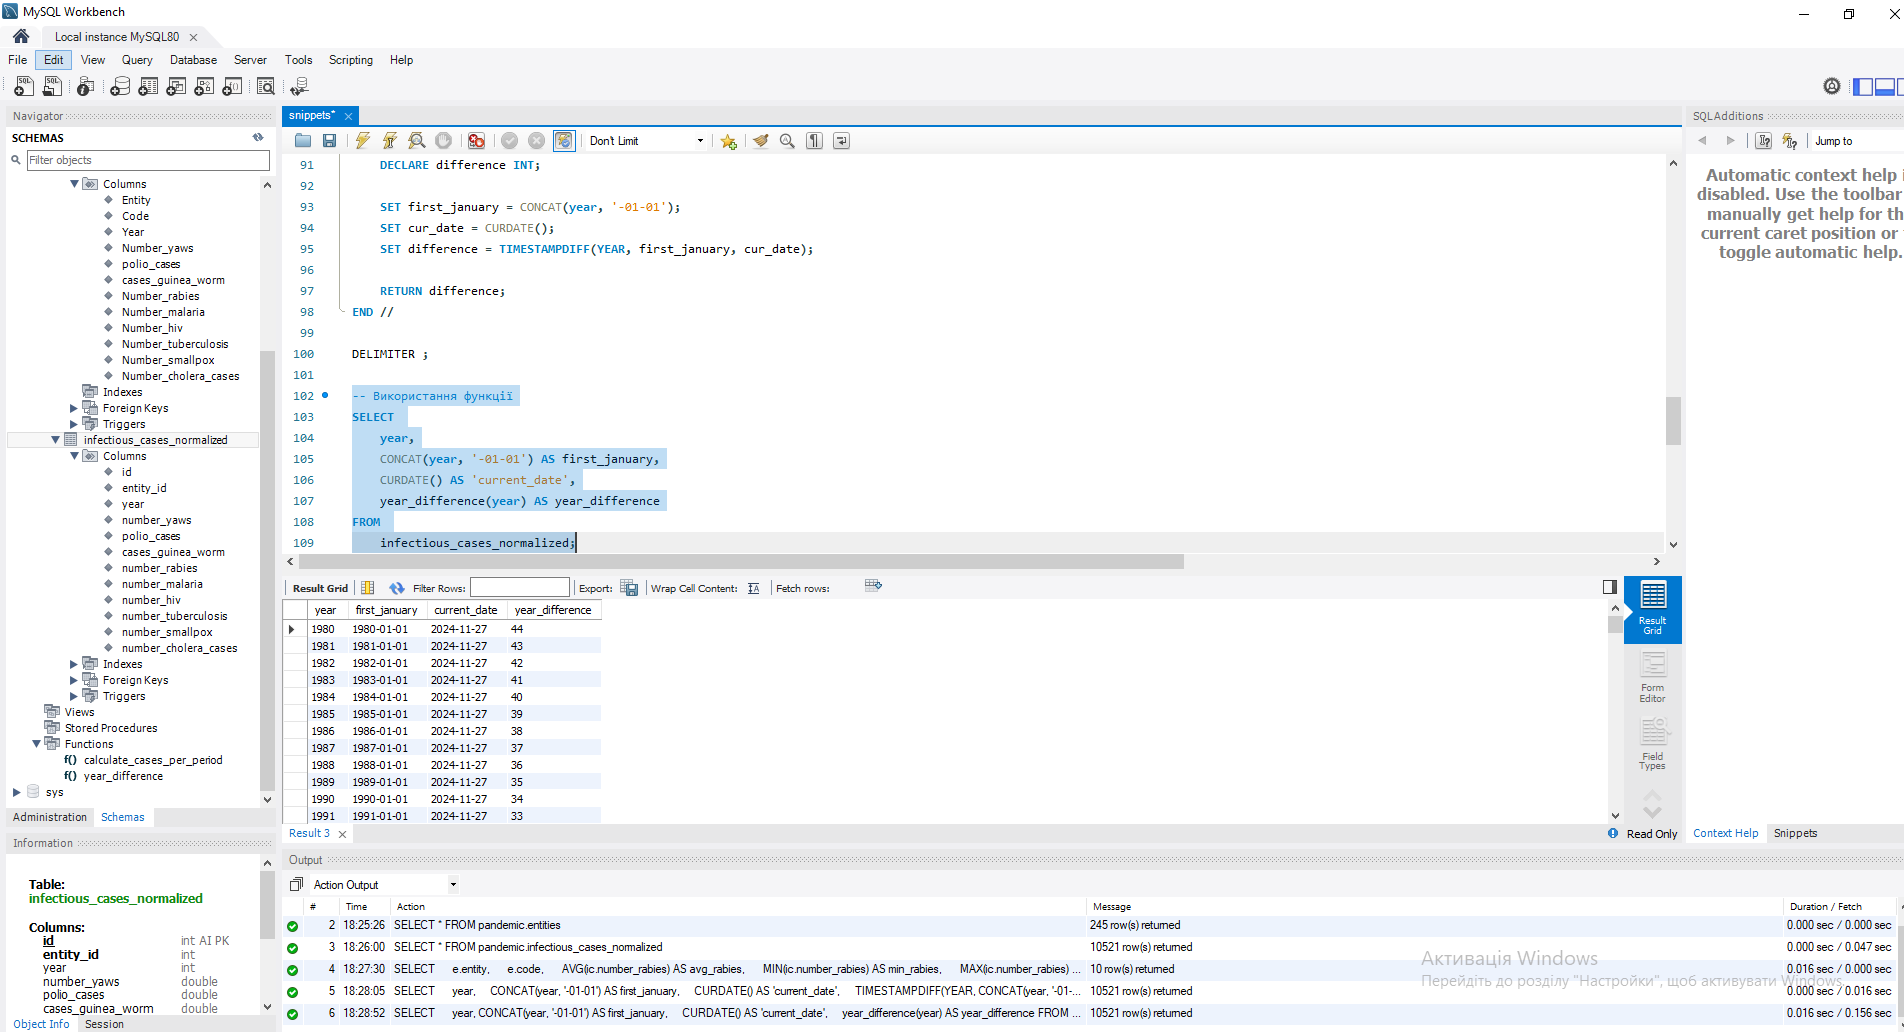 MySQL Workbench
Local instance MySQL80
File Edit View Query Database Server Tools Scripting Help
Navigator
SCHEMAS
Filter objects
Columns
Entity
Code
Year
Number_yaws
polio_cases
cases_guinea_worm
Number_rabies
Number_malaria
Number_hiv
Number_tuberculosis
Number_smallpox
Number_cholera_cases
Indexes
Foreign Keys
Triggers
infectious_cases_normalized
Columns
id
entity_id
year
number_yaws
polio_cases
cases_guinea_worm
number_rabies
number_malaria
number_hiv
number_tuberculosis
number_smallpox
number_cholera_cases
Indexes
Foreign Keys
Triggers
Views
Stored Procedures
Functions
f() calculate_cases_per_period
f() year_difference
sys
Administration Schemas
Information
Table:
infectious_cases_normalized
Columns:
id int AI PK
entity_id int
year int
number_yaws double
polio_cases double
cases_guinea_worm double
Object Info Session
snippets*
Don't Limit
91 DECLARE difference INT;
92
93 SET first_january = CONCAT(year, '-01-01');
94 SET cur_date = CURDATE();
95 SET difference = TIMESTAMPDIFF(YEAR, first_january, cur_date);
96
97 RETURN difference;
98 END //
99
100 DELIMITER ;
101
102 -- Використання функції
103 SELECT
104 year,
105 CONCAT(year, '-01-01') AS first_january,
106 CURDATE() AS 'current_date',
107 year_difference(year) AS year_difference
108 FROM
109 infectious_cases_normalized;
Result Grid Filter Rows: Export: Wrap Cell Content: Fetch rows:
year first_january current_date year_difference
1980 1980-01-01 2024-11-27 44
1981 1981-01-01 2024-11-27 43
1982 1982-01-01 2024-11-27 42
1983 1983-01-01 2024-11-27 41
1984 1984-01-01 2024-11-27 40
1985 1985-01-01 2024-11-27 39
1986 1986-01-01 2024-11-27 38
1987 1987-01-01 2024-11-27 37
1988 1988-01-01 2024-11-27 36
1989 1989-01-01 2024-11-27 35
1990 1990-01-01 2024-11-27 34
1991 1991-01-01 2024-11-27 33
Result
Grid
Form
Editor
Field
Types
Result 3
Read Only
SQLAdditions
Jump to
Automatic context help i
disabled. Use the toolbar
manually get help for th
current caret position or
toggle automatic help.
Context Help Snippets
Output
Action Output
# Time Action Message Duration / Fetch
2 18:25:26 SELECT * FROM pandemic.entities 245 row(s) returned 0.000 sec / 0.000 sec
3 18:26:00 SELECT * FROM pandemic.infectious_cases_normalized 10521 row(s) returned 0.000 sec / 0.047 sec
4 18:27:30 SELECT e.entity, e.code, AVG(ic.number_rabies) AS avg_rabies, MIN(ic.number_rabies) AS min_rabies, MAX(ic.number_rabies) ... 10 row(s) returned 0.016 sec / 0.000 sec
5 18:28:05 SELECT year, CONCAT(year, '-01-01') AS first_january, CURDATE() AS 'current_date', TIMESTAMPDIFF(YEAR, CONCAT(year, '-01-... 10521 row(s) returned 0.000 sec / 0.016 sec
6 18:28:52 SELECT year, CONCAT(year, '-01-01') AS first_january, CURDATE() AS 'current_date', year_difference(year) AS year_difference FROM ... 10521 row(s) returned 0.016 sec / 0.156 sec
Активація Windows
Перейдіть до розділу "Настройки", щоб активувати Windows.